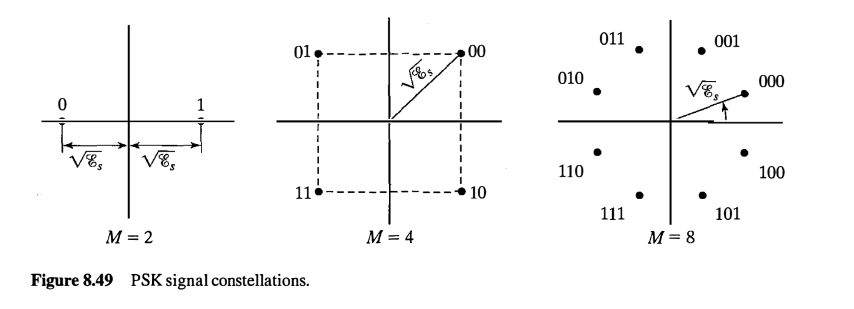 0 1
√ℰs √ℰs
M = 2
01 00
√ℰs
11 10
M = 4
011 001
010 000
√ℰs
110 100
111 101
M = 8
Figure 8.49 PSK signal constellations.